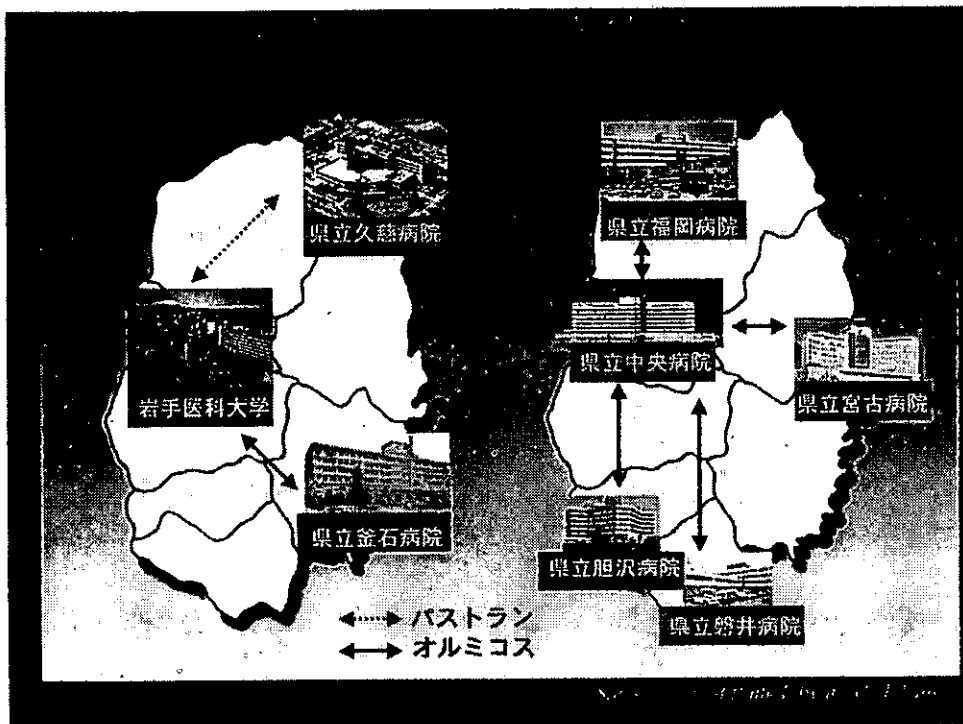 県立久慈病院
岩手医科大学
県立釜石病院
県立福岡病院
県立中央病院
県立宮古病院
県立胆沢病院
県立磐井病院
パストラン
オルミコス